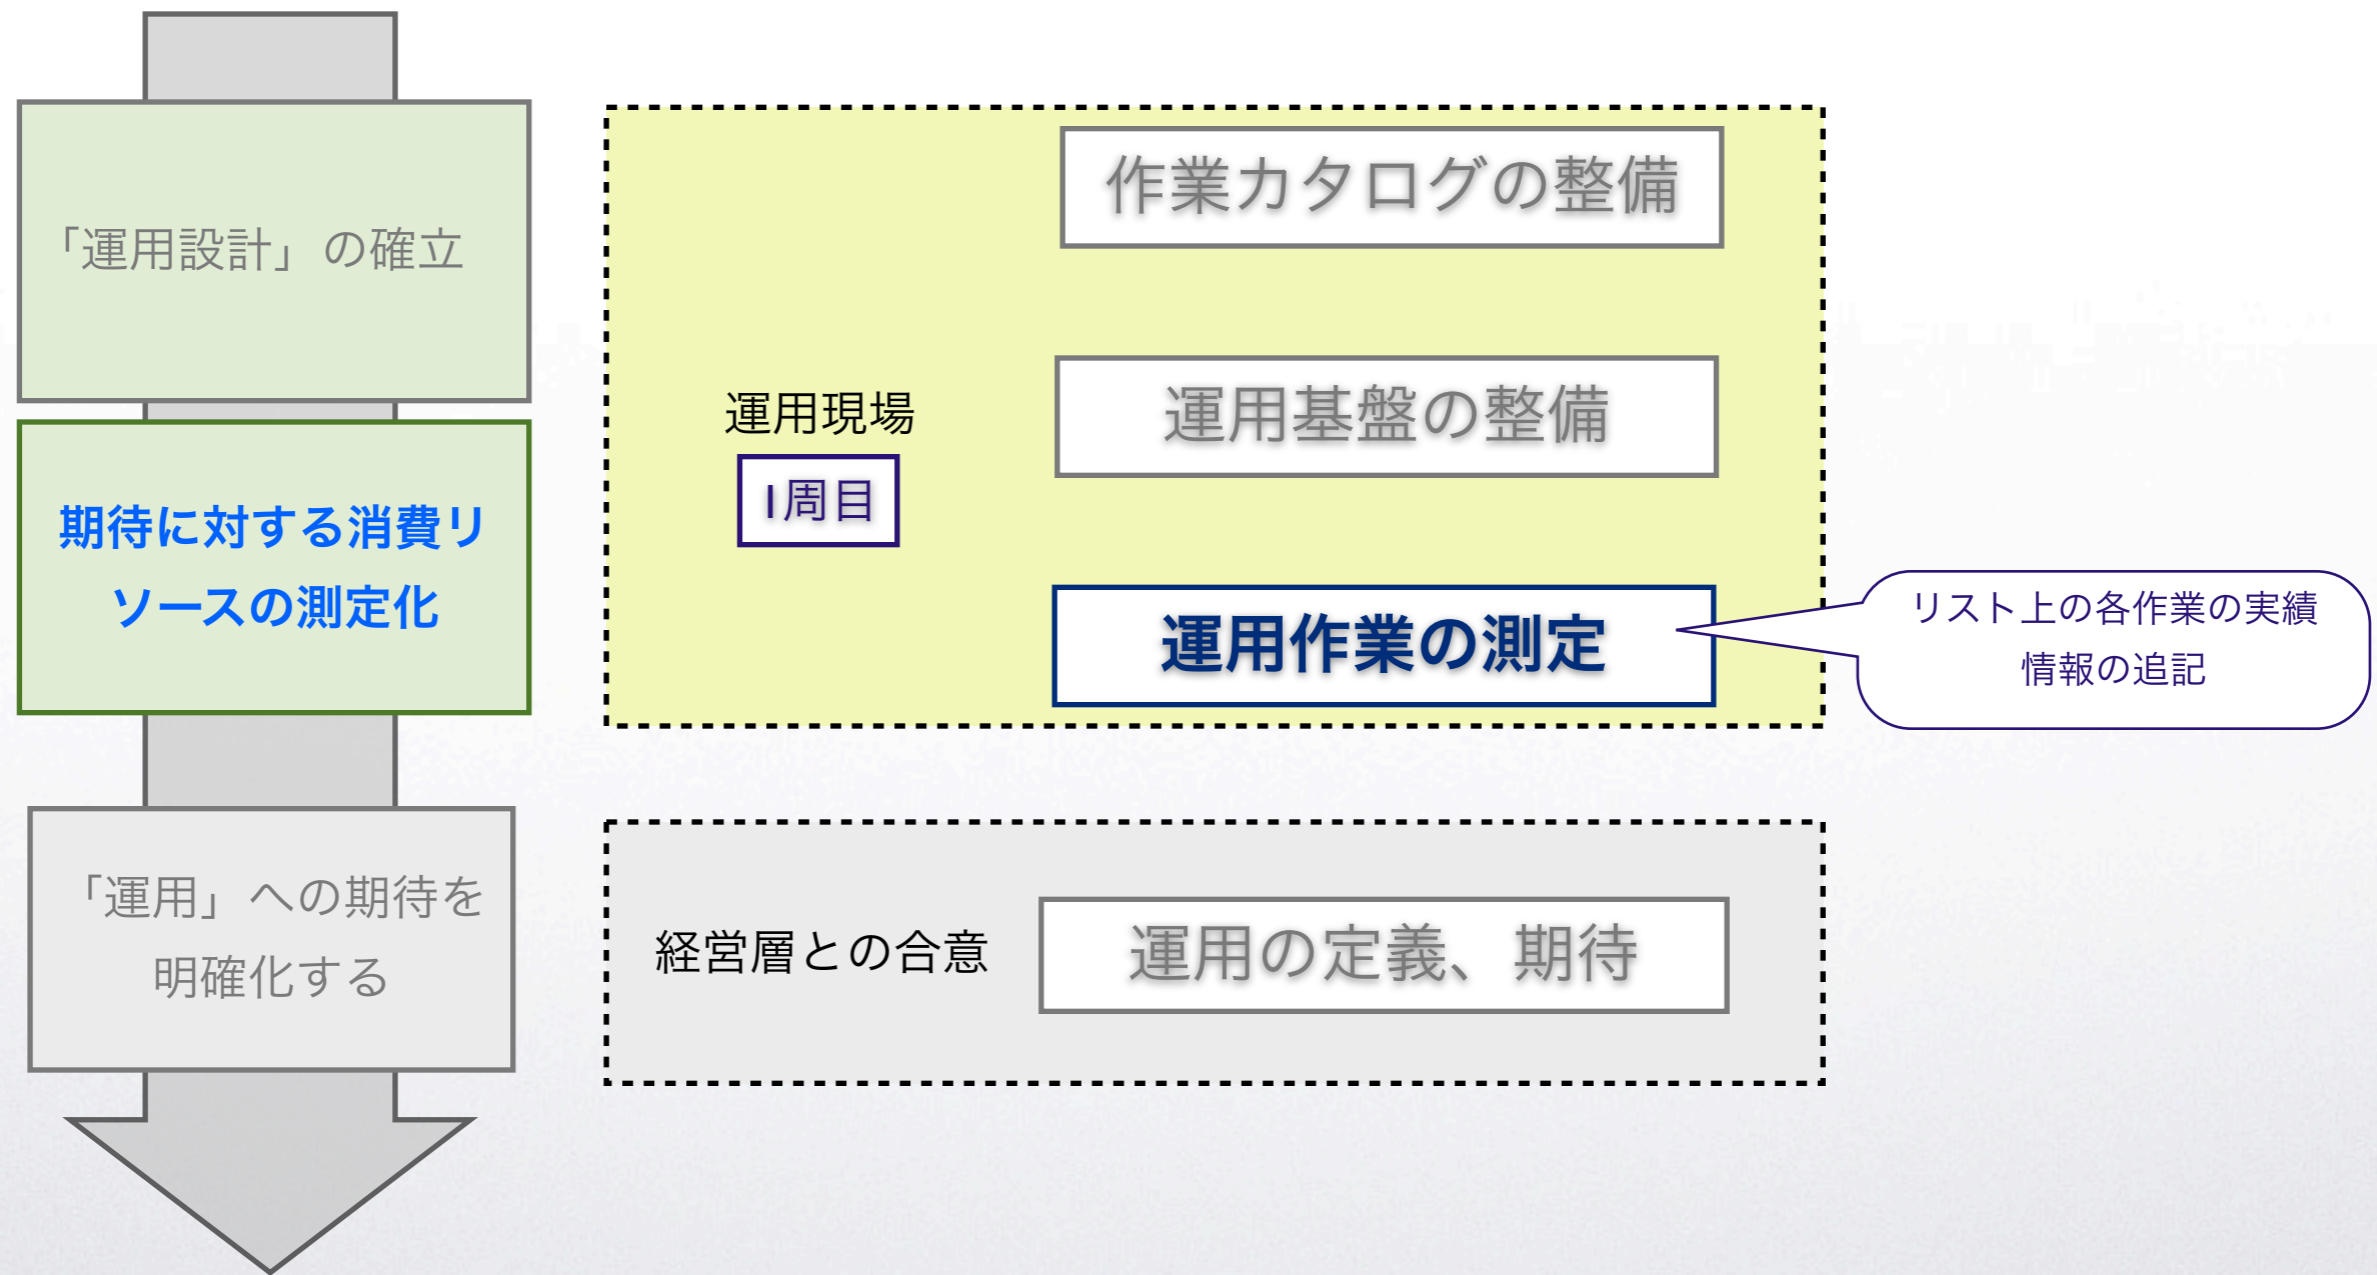 「運用設計」の確立
期待に対する消費リ
ソースの測定化
「運用」への期待を
明確化する
作業カタログの整備
運用現場
1周目
運用基盤の整備
運用作業の測定
リスト上の各作業の実績
情報の追記
経営層との合意
運用の定義、期待